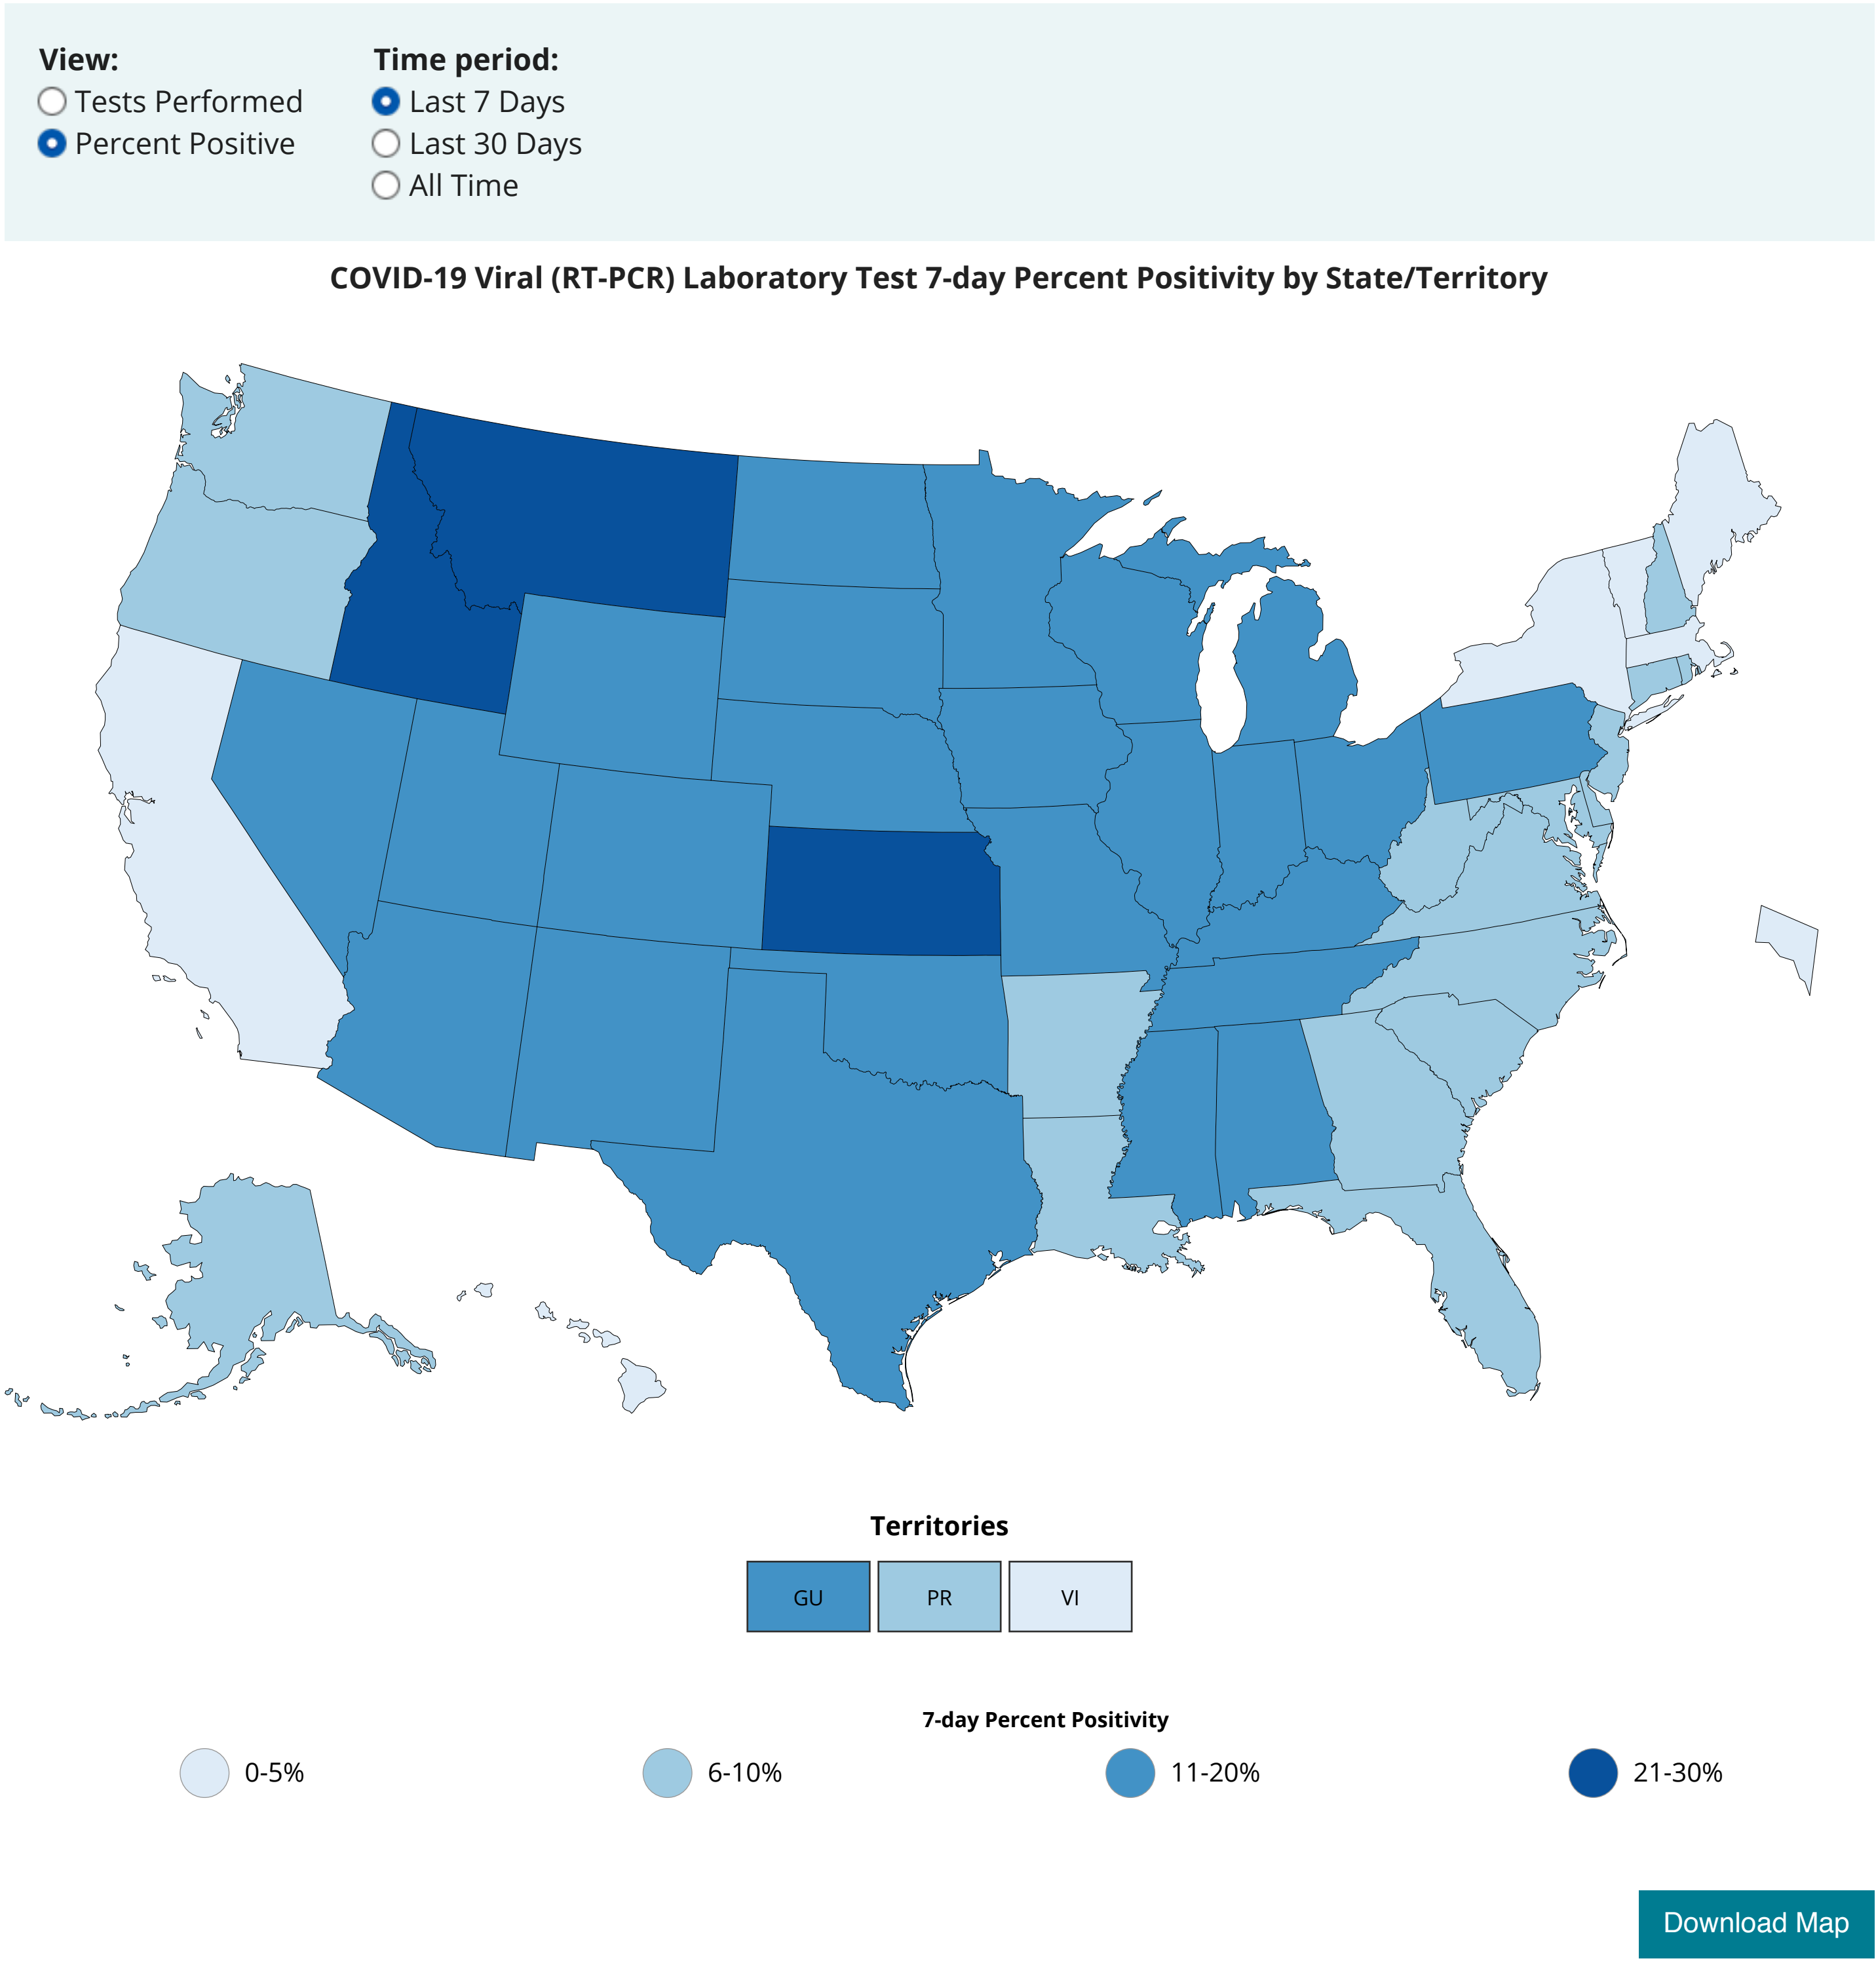 View:
Tests Performed
Percent Positive
Time period:
Last 7 Days
Last 30 Days
All Time
COVID-19 Viral (RT-PCR) Laboratory Test 7-day Percent Positivity by State/Territory
Territories
GU PR VI
7-day Percent Positivity
0-5% 6-10% 11-20% 21-30%
Download Map